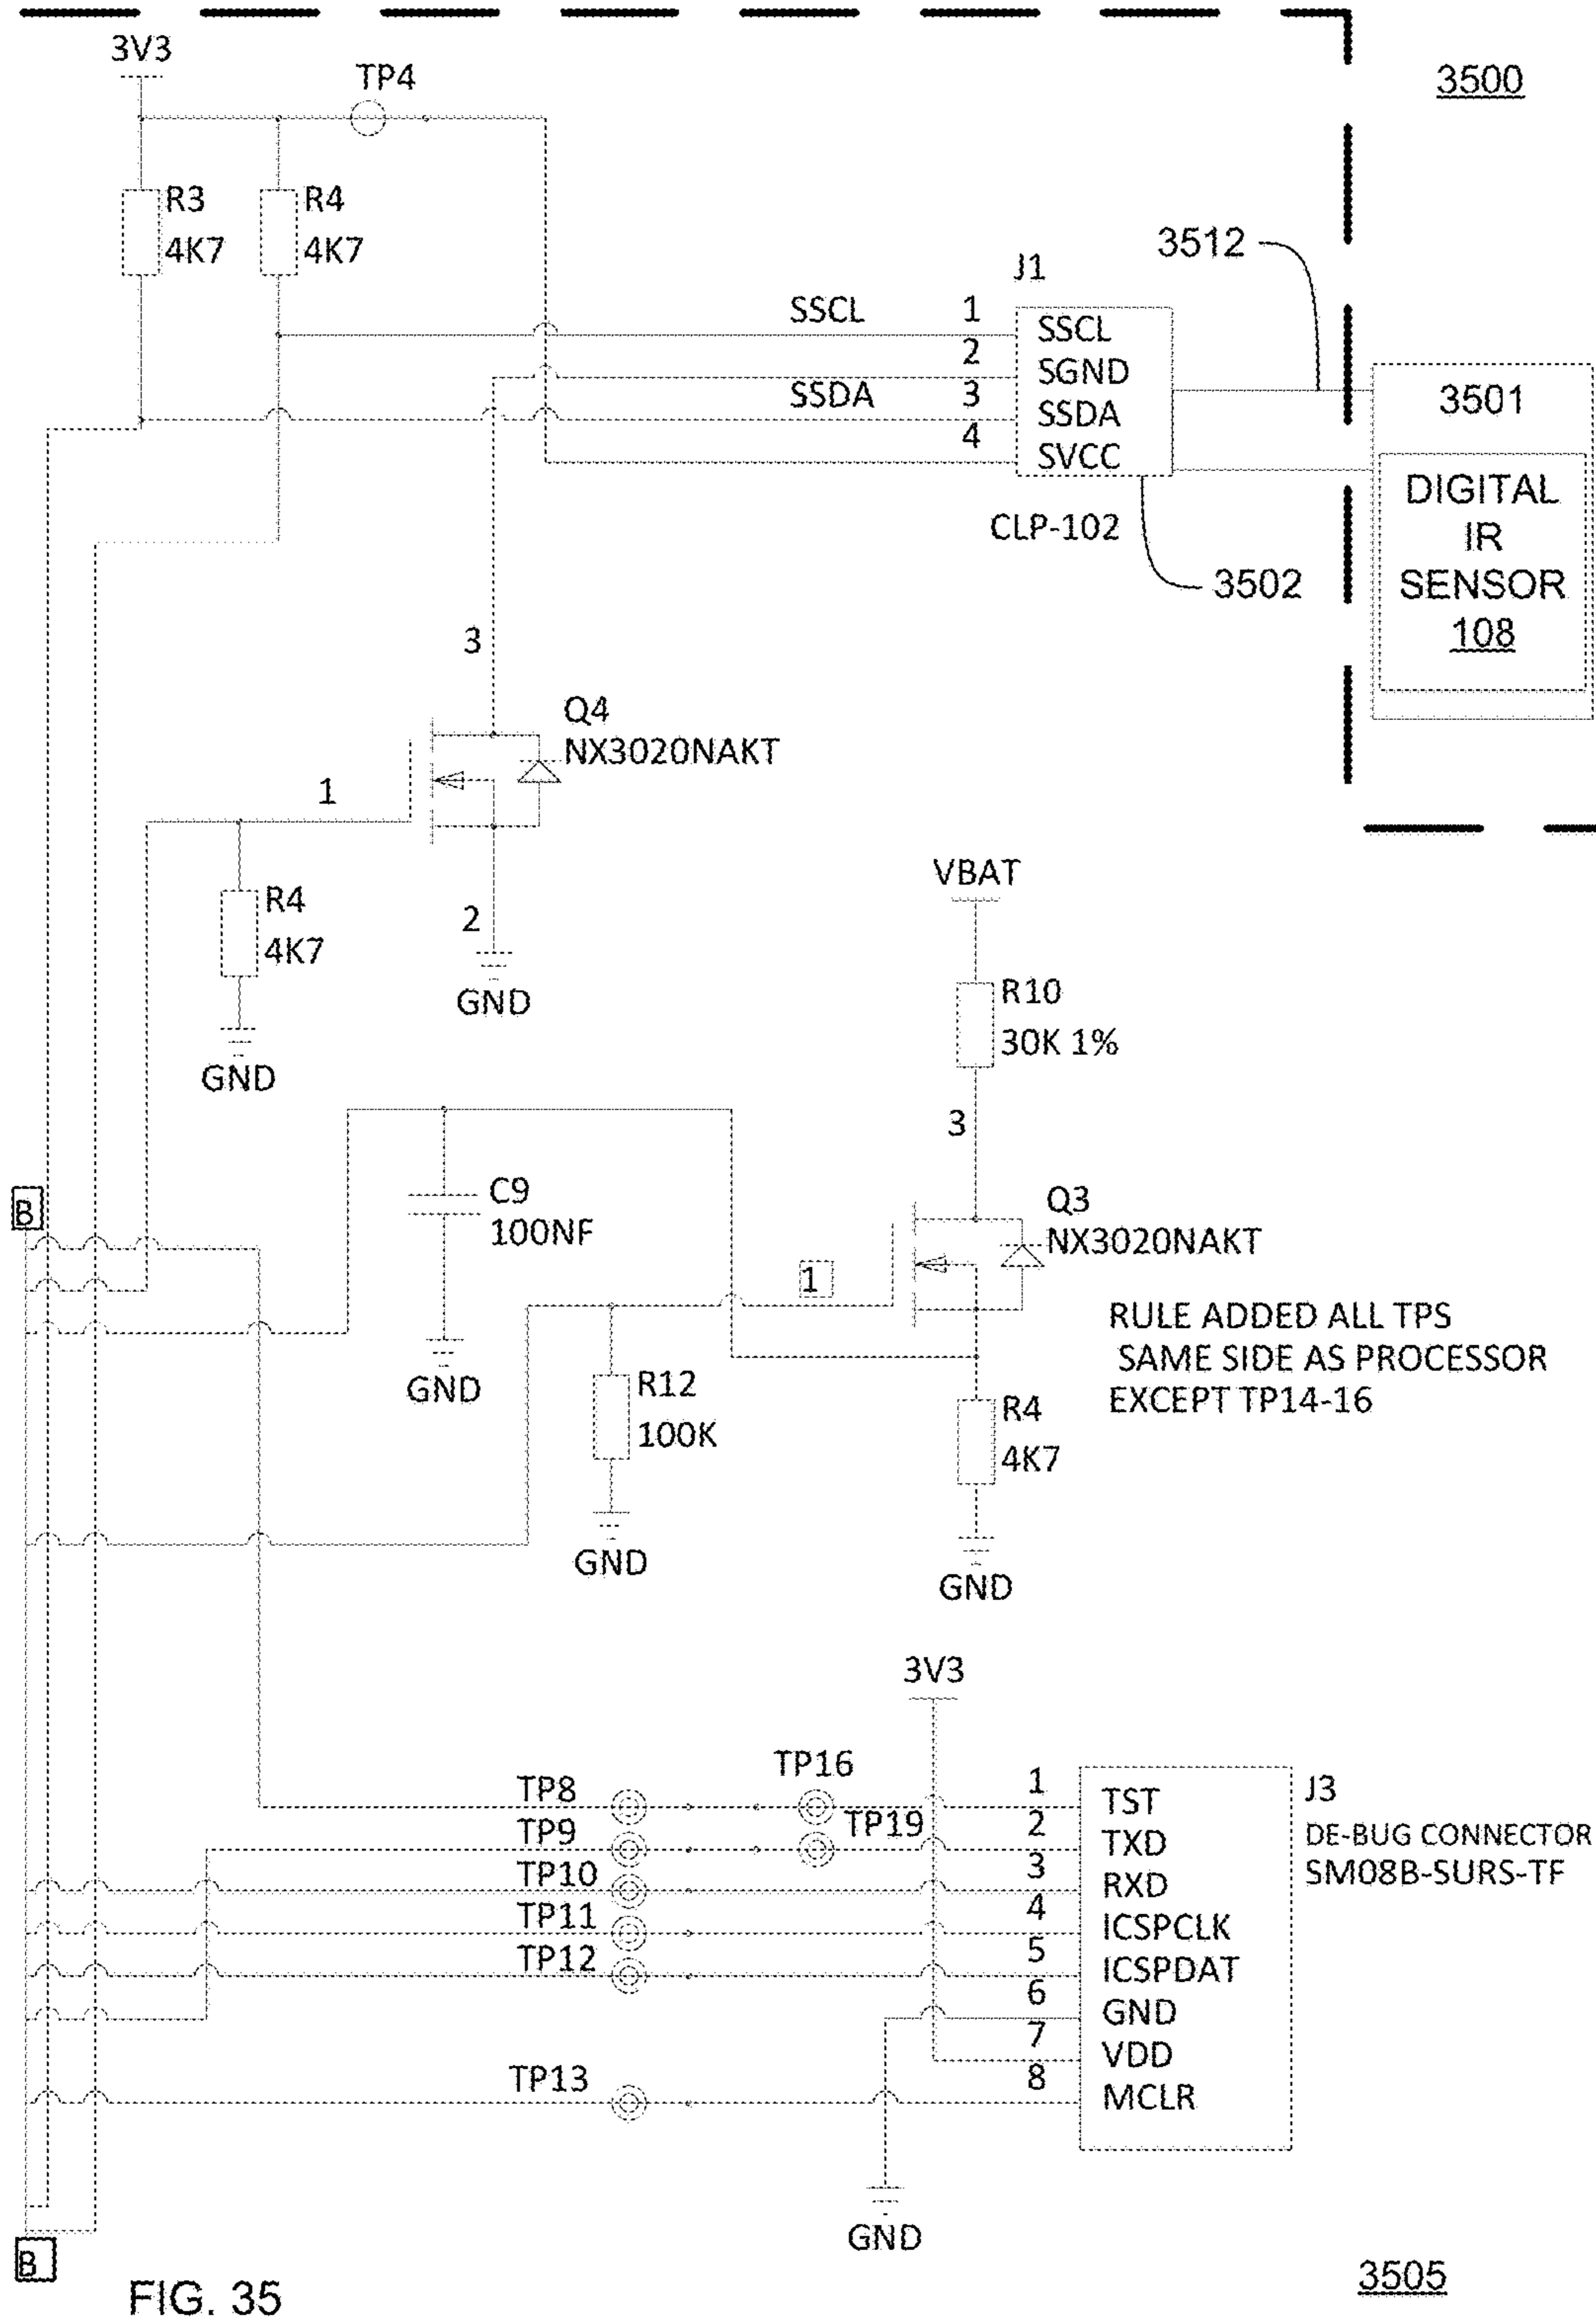 3V3
TP4
3500
R3
4K7
R4
4K7
3512
J1
SSCL
1
SSCL
2
SGND
SSDA
3
SSDA
4
SVCC
3501
DIGITAL
IR
SENSOR
108
CLP-102
3502
3
Q4
NX3020NAKT
1
R4
4K7
2
GND
GND
VBAT
R10
30K 1%
3
B
C9
100NF
GND
Q3
NX3020NAKT
1
RULE ADDED ALL TPS
SAME SIDE AS PROCESSOR
EXCEPT TP14-16
R12
100K
GND
R4
4K7
GND
3V3
TP8
TP16
1
TST
J3
TP9
TP19
2
TXD
DE-BUG CONNECTOR
SM08B-SURS-TF
TP10
3
RXD
TP11
4
ICSPCLK
TP12
5
ICSPDAT
6
GND
7
VDD
TP13
8
MCLR
GND
B
FIG. 35
3505